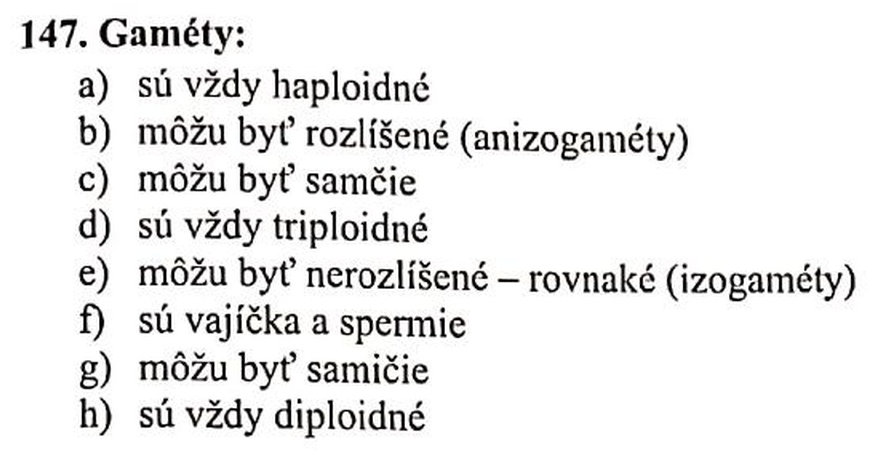 147. Gaméty:
a) sú vždy haploidné
b) môžu byť rozlíšené (anizogaméty)
c) môžu byť samčie
d) sú vždy triploidné
e) môžu byť nerozlíšené – rovnaké (izogaméty)
f) sú vajíčka a spermie
g) môžu byť samičie
h) sú vždy diploidné